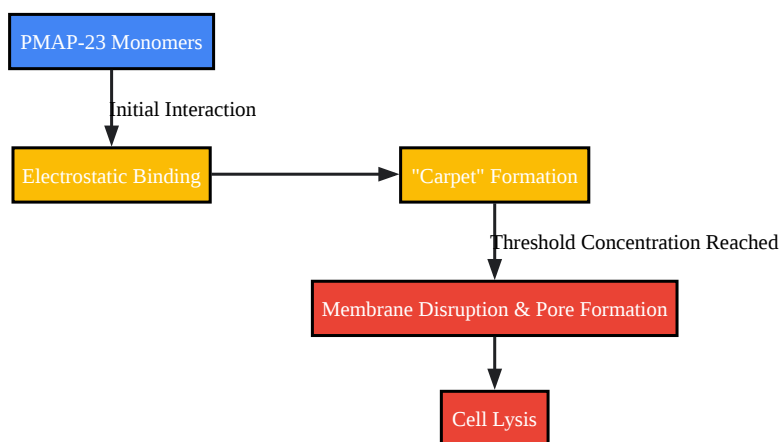 PMAP-23 Monomers
Initial Interaction
Electrostatic Binding
"Carpet" Formation
Threshold Concentration Reached
Membrane Disruption & Pore Formation
Cell Lysis